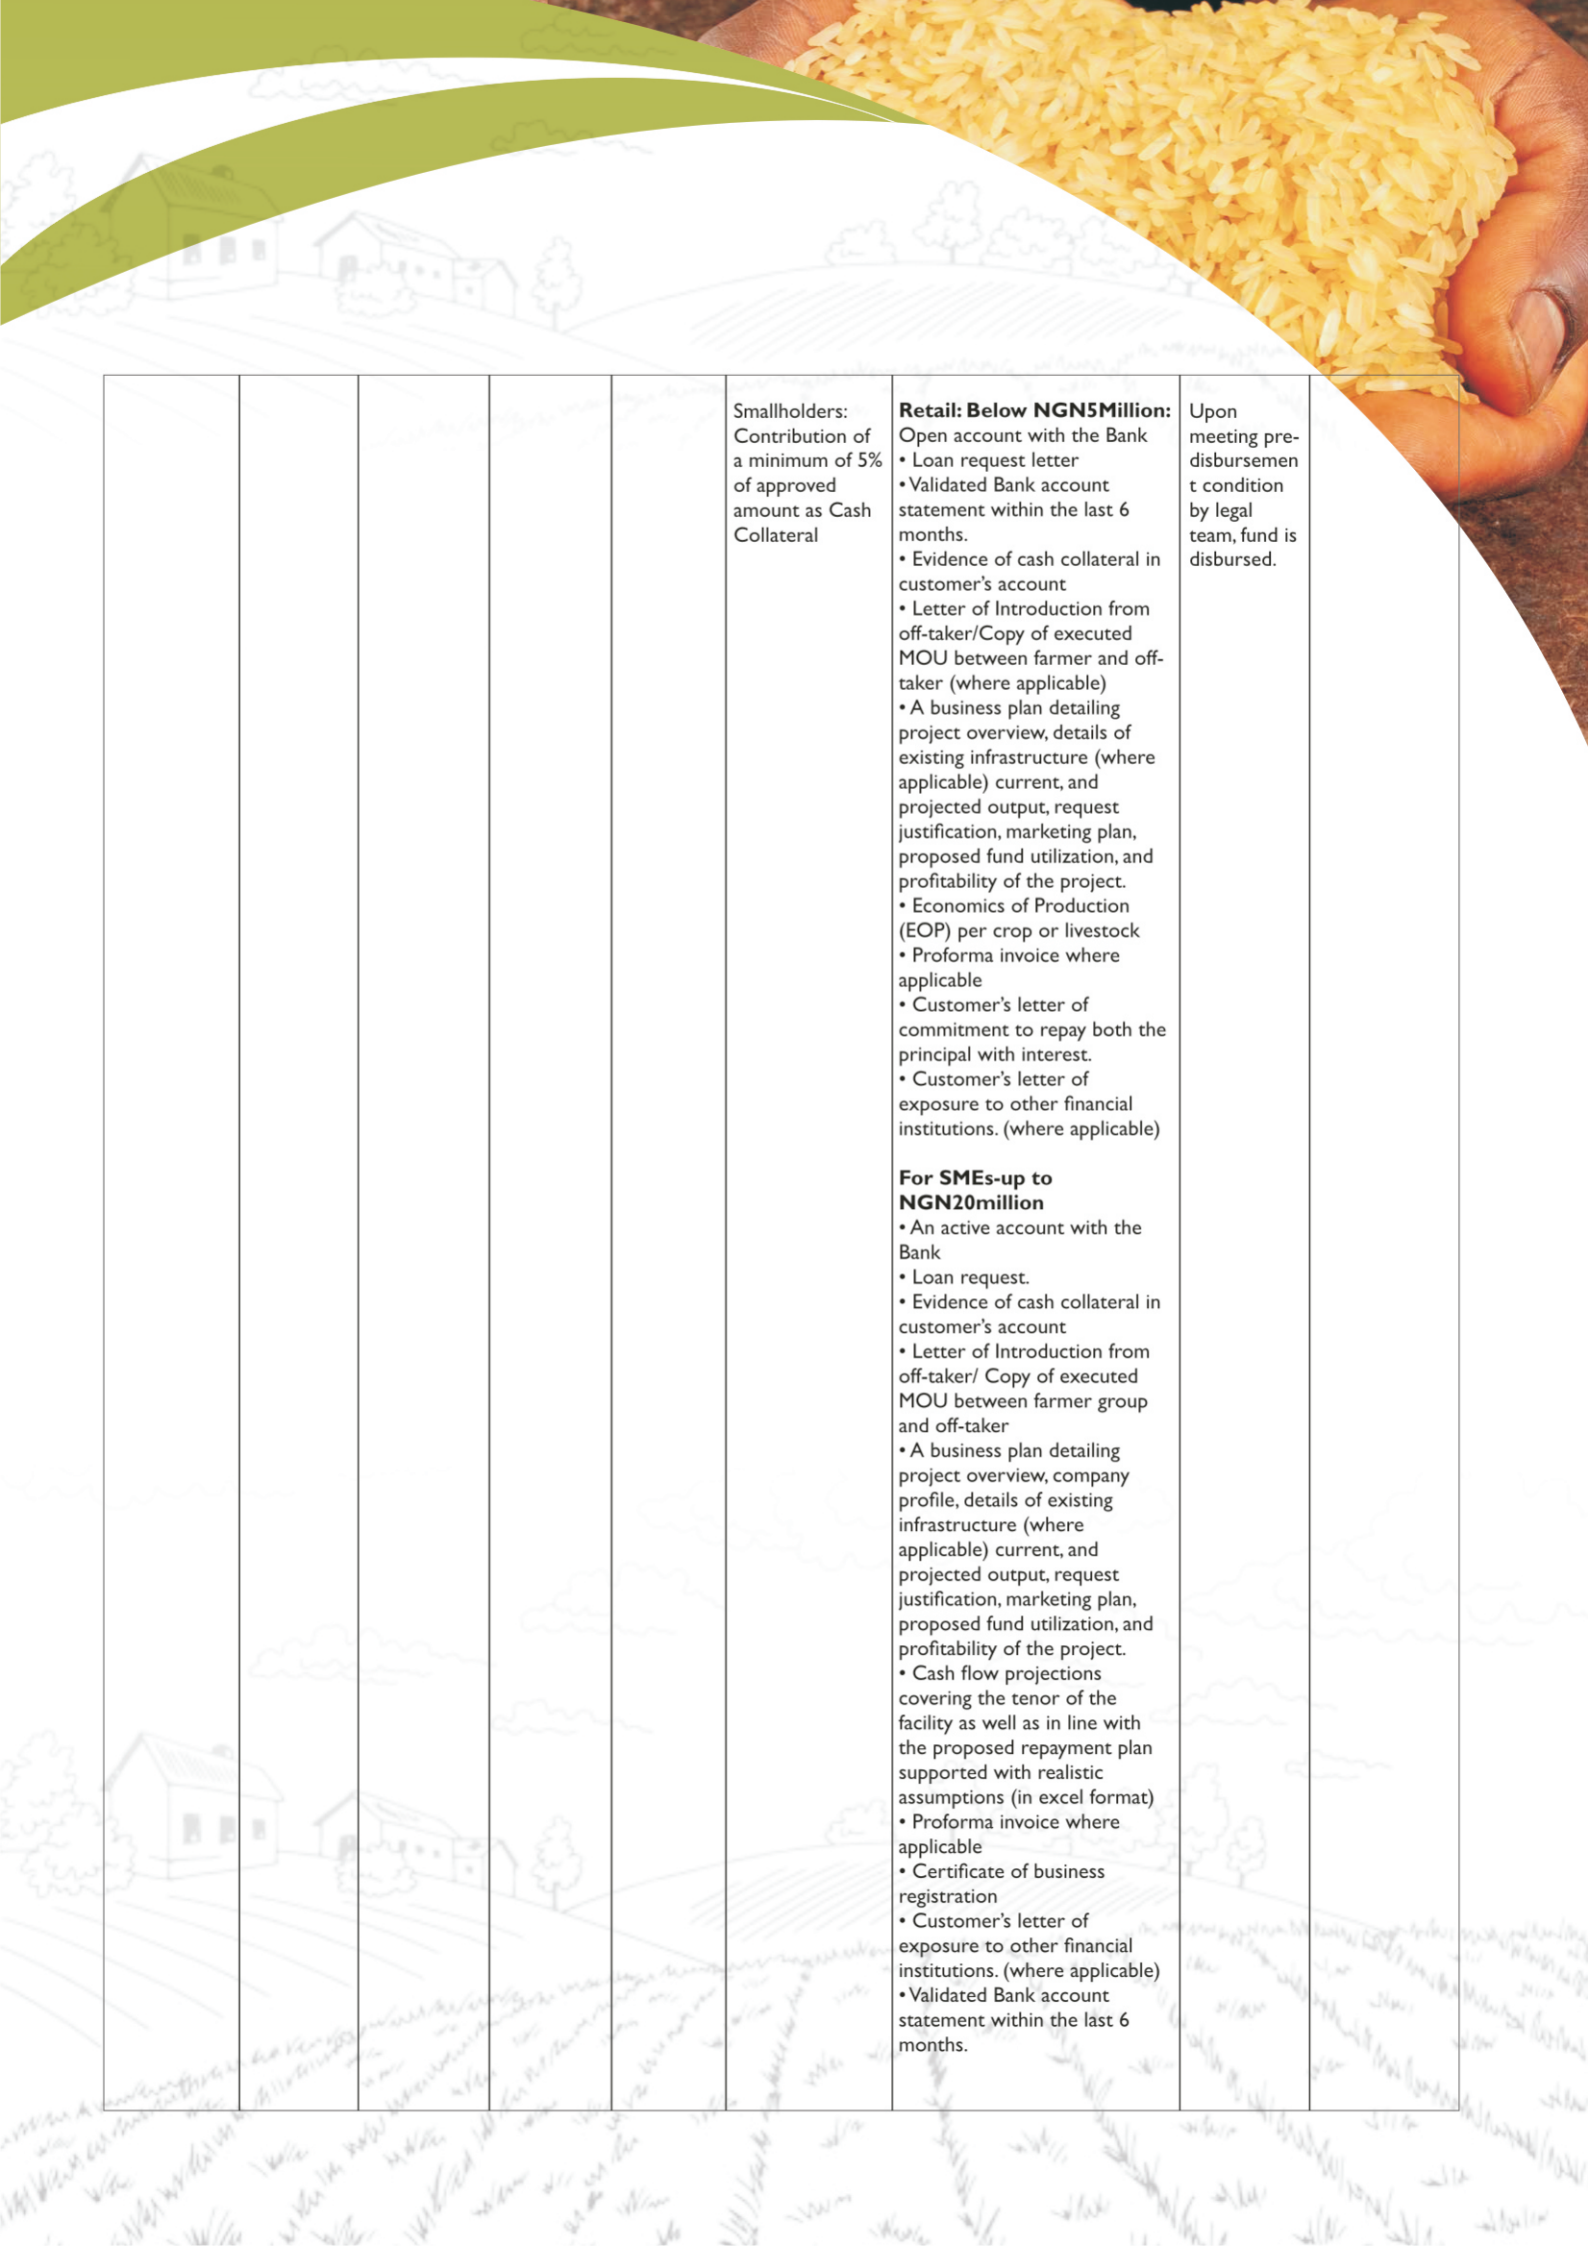 Smallholders:
Contribution of
a minimum of 5%
of approved
amount as Cash
Collateral
Retail: Below NGN5Million:
Open account with the Bank
• Loan request letter
• Validated Bank account
statement within the last 6
months.
• Evidence of cash collateral in
customer's account
• Letter of Introduction from
off-taker/Copy of executed
MOU between farmer and off-
taker (where applicable)
• A business plan detailing
project overview, details of
existing infrastructure (where
applicable) current, and
projected output, request
justification, marketing plan,
proposed fund utilization, and
profitability of the project.
• Economics of Production
(EOP) per crop or livestock
• Proforma invoice where
applicable
• Customer's letter of
commitment to repay both the
principal with interest.
• Customer's letter of
exposure to other financial
institutions. (where applicable)
For SMEs-up to
NGN20million
• An active account with the
Bank
• Loan request.
• Evidence of cash collateral in
customer's account
• Letter of Introduction from
off-taker/ Copy of executed
MOU between farmer group
and off-taker
• A business plan detailing
project overview, company
profile, details of existing
infrastructure (where
applicable) current, and
projected output, request
justification, marketing plan,
proposed fund utilization, and
profitability of the project.
• Cash flow projections
covering the tenor of the
facility as well as in line with
the proposed repayment plan
supported with realistic
assumptions (in excel format)
• Proforma invoice where
applicable
• Certificate of business
registration
• Customer's letter of
exposure to other financial
institutions. (where applicable)
• Validated Bank account
statement within the last 6
months.
Upon
meeting pre-
disbursemen
t condition
by legal
team, fund is
disbursed.